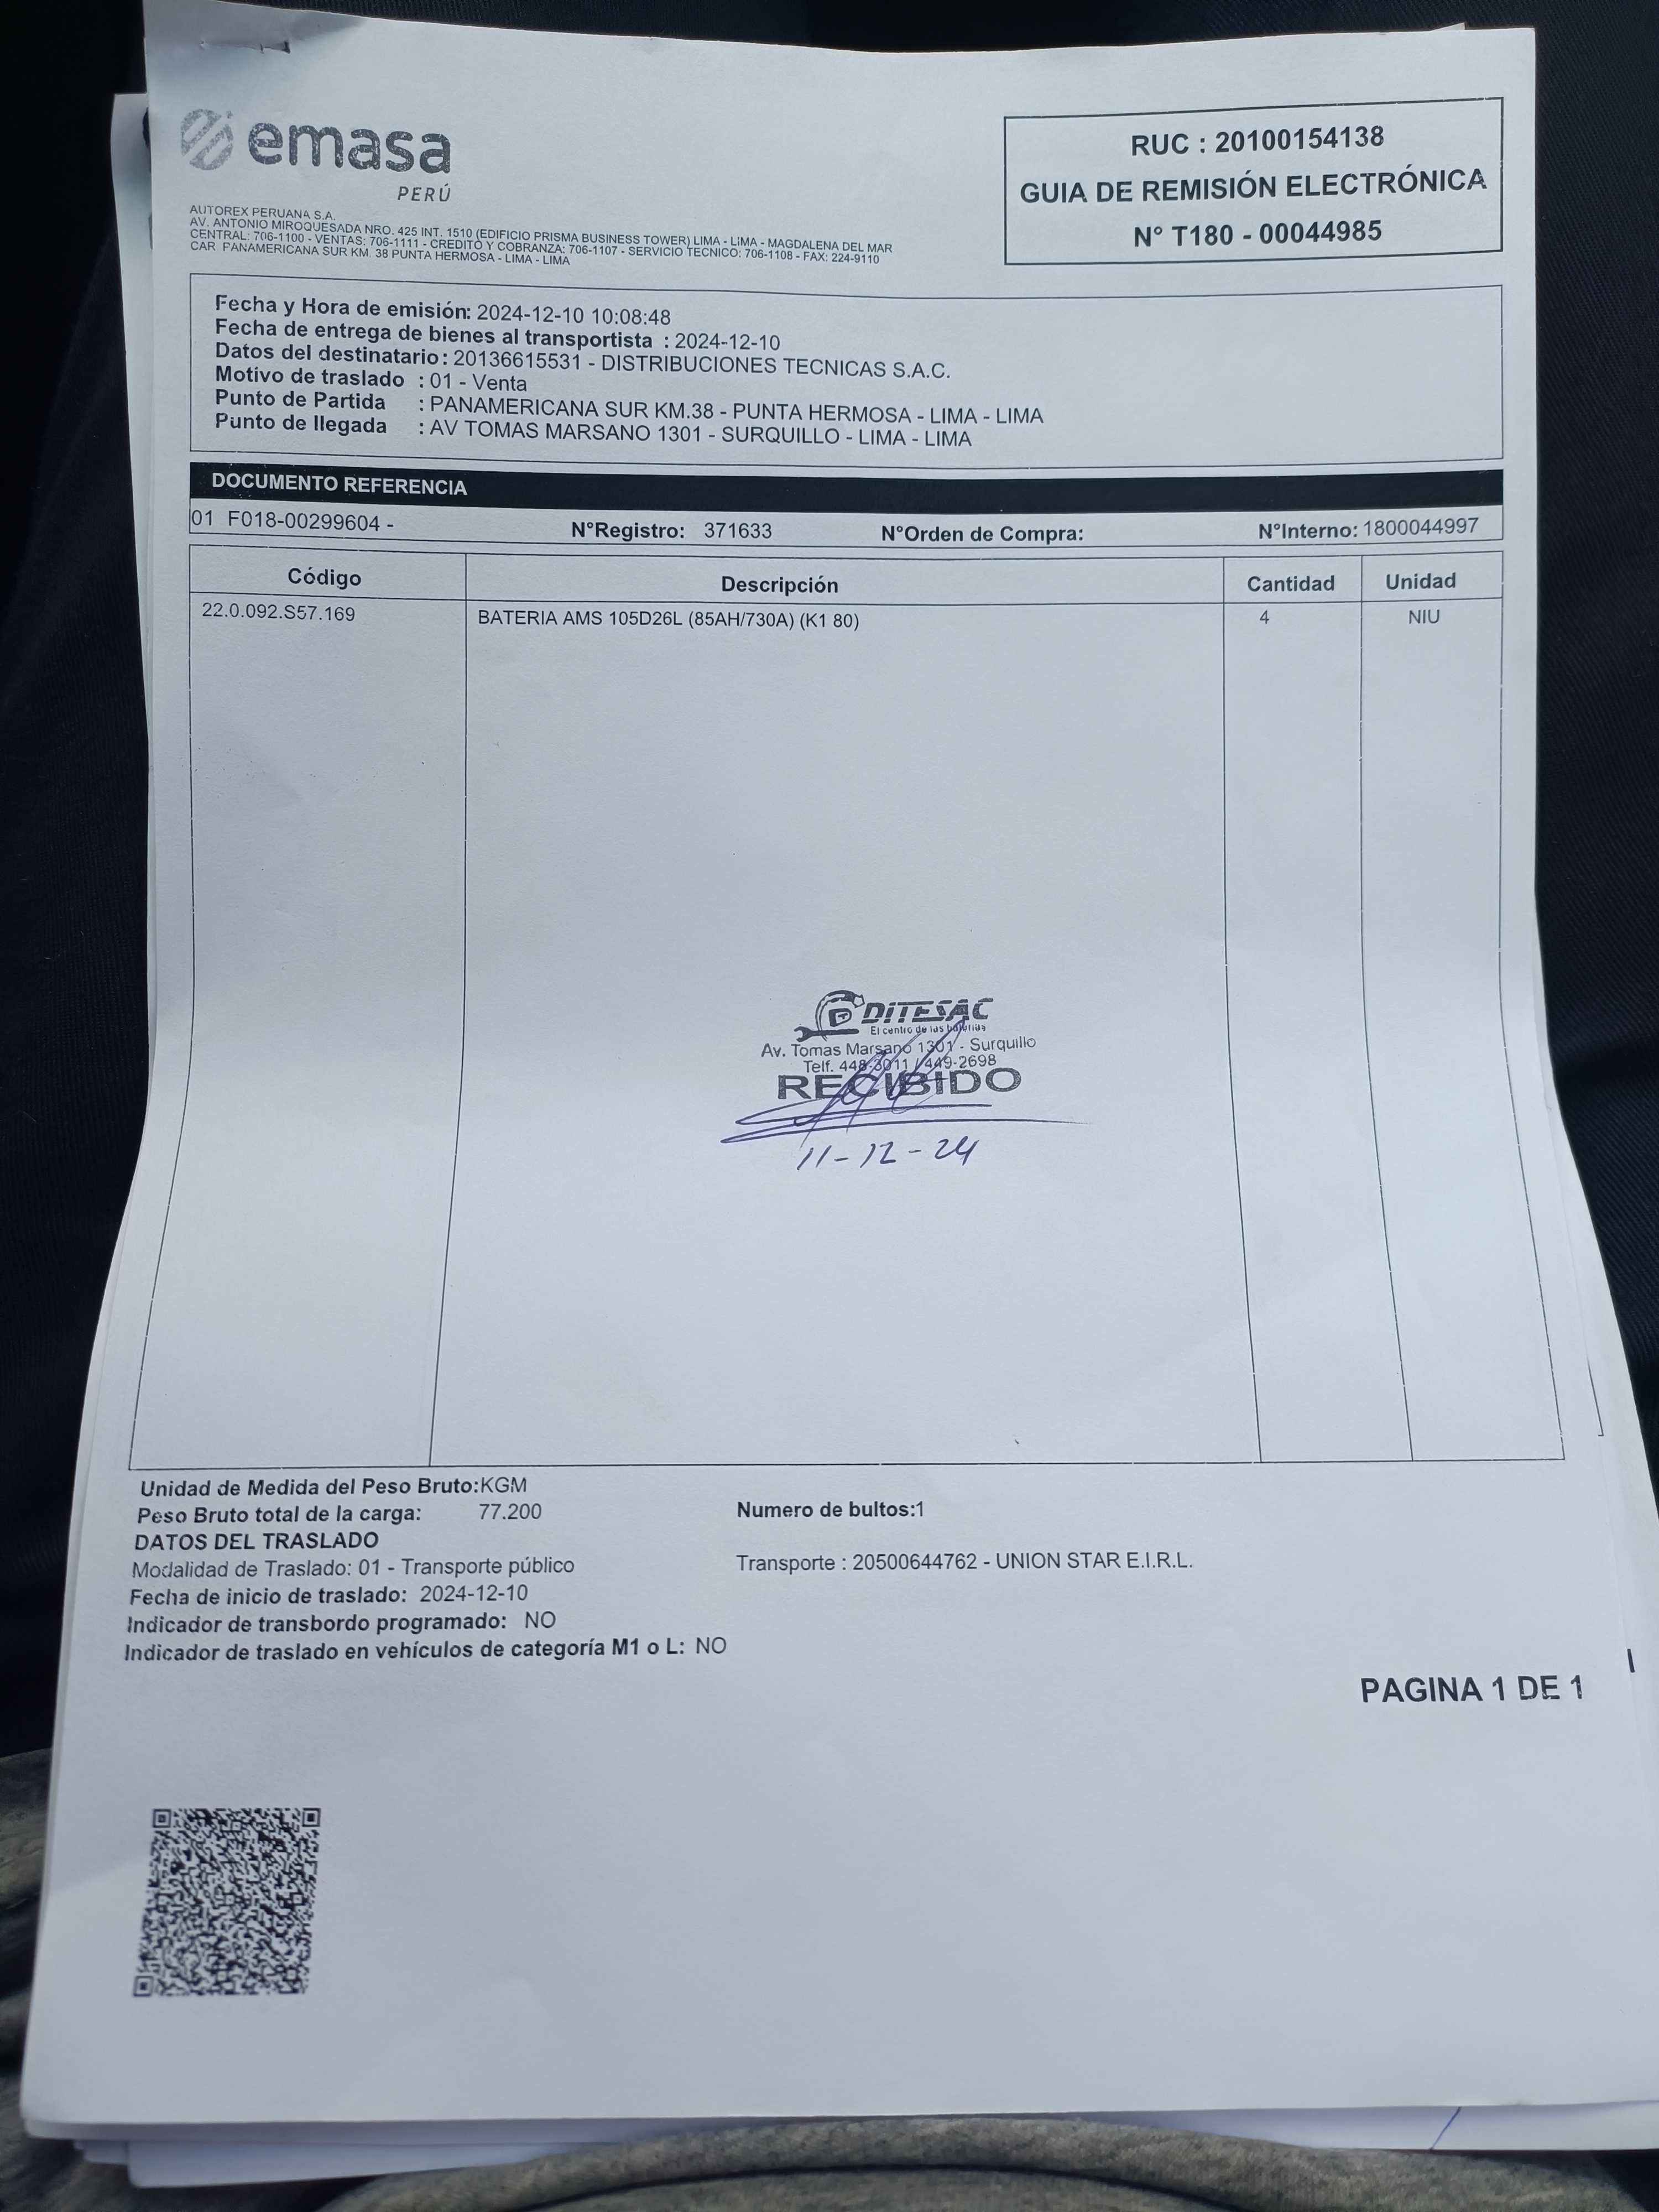 emasa
PERÚ
AUTOREX PERUANA S.A.
AV. ANTONIO MIROQUESADA NRO. 425 INT. 1510 (EDIFICIO PRISMA BUSINESS TOWER) LIMA - LIMA - MAGDALENA DEL MAR
CENTRAL: 706-1100 - VENTAS: 706-1111 - CREDITO Y COBRANZA: 706-1107 - SERVICIO TECNICO: 706-1108 - FAX: 224-9110
CAR PANAMERICANA SUR KM. 38 PUNTA HERMOSA - LIMA - LIMA
RUC : 20100154138
GUIA DE REMISIÓN ELECTRÓNICA
N° T180 - 00044985
Fecha y Hora de emisión: 2024-12-10 10:08:48
Fecha de entrega de bienes al transportista : 2024-12-10
Datos del destinatario : 20136615531 - DISTRIBUCIONES TECNICAS S.A.C.
Motivo de traslado : 01 - Venta
Punto de Partida : PANAMERICANA SUR KM.38 - PUNTA HERMOSA - LIMA - LIMA
Punto de llegada : AV TOMAS MARSANO 1301 - SURQUILLO - LIMA - LIMA
DOCUMENTO REFERENCIA
01 F018-00299604 - N°Registro: 371633 N°Orden de Compra: N°Interno: 1800044997
Código Descripción Cantidad Unidad
22.0.092.S57.169 BATERIA AMS 105D26L (85AH/730A) (K1 80) 4 NIU
DITESAC
El centro de las baterías
Av. Tomas Marsano 1301 - Surquillo
Telf. 448-3011 / 449-2698
RECIBIDO
11-12-24
Unidad de Medida del Peso Bruto:KGM
Peso Bruto total de la carga: 77.200 Numero de bultos:1
DATOS DEL TRASLADO
Modalidad de Traslado: 01 - Transporte público Transporte : 20500644762 - UNION STAR E.I.R.L.
Fecha de inicio de traslado: 2024-12-10
Indicador de transbordo programado: NO
Indicador de traslado en vehículos de categoría M1 o L: NO
PAGINA 1 DE 1